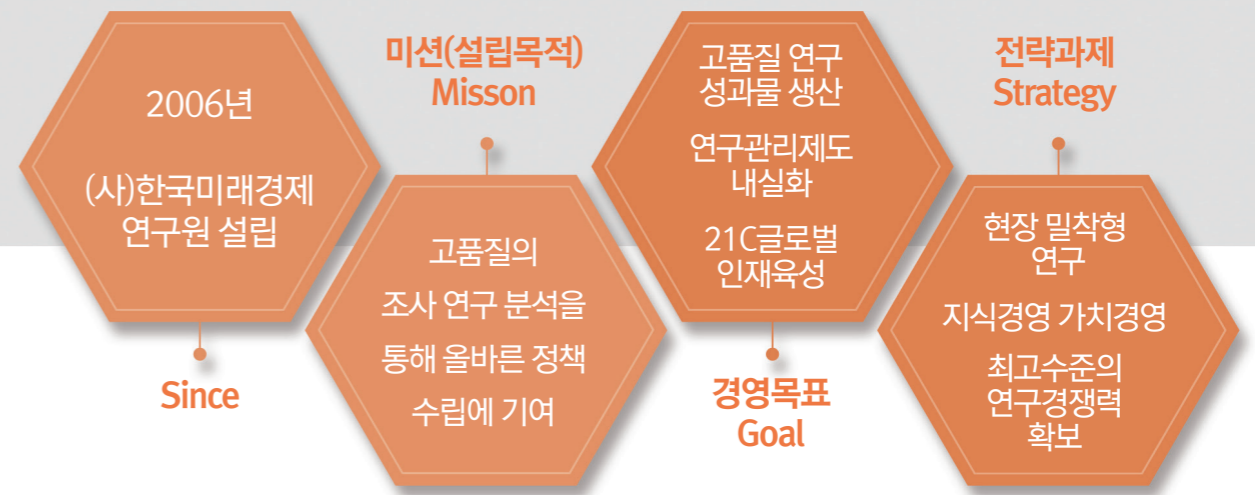 2006년
(사)한국미래경제
연구원 설립
Since
미션(설립목적)
Misson
고품질의
조사 연구 분석을
통해 올바른 정책
수립에 기여
고품질 연구
성과물 생산
연구관리제도
내실화
21C글로벌
인재육성
경영목표
Goal
전략과제
Strategy
현장 밀착형
연구
지식경영 가치경영
최고수준의
연구경쟁력
확보